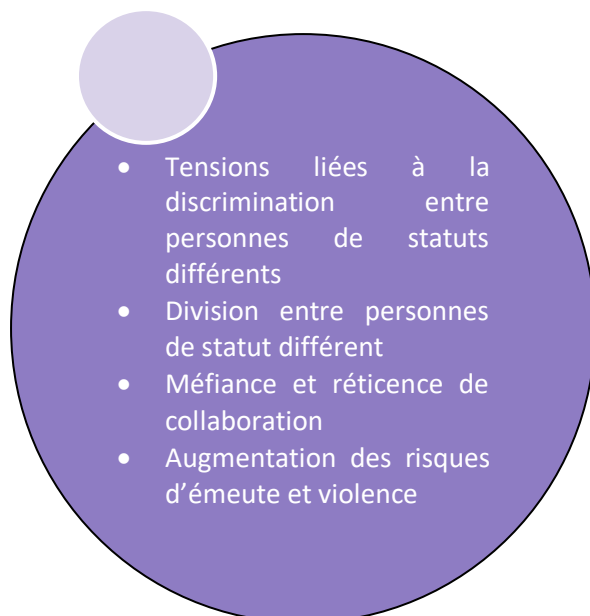 • Tensions liées à la
discrimination entre
personnes de statuts
différents
• Division entre personnes
de statut différent
• Méfiance et réticence de
collaboration
• Augmentation des risques
d’émeute et violence